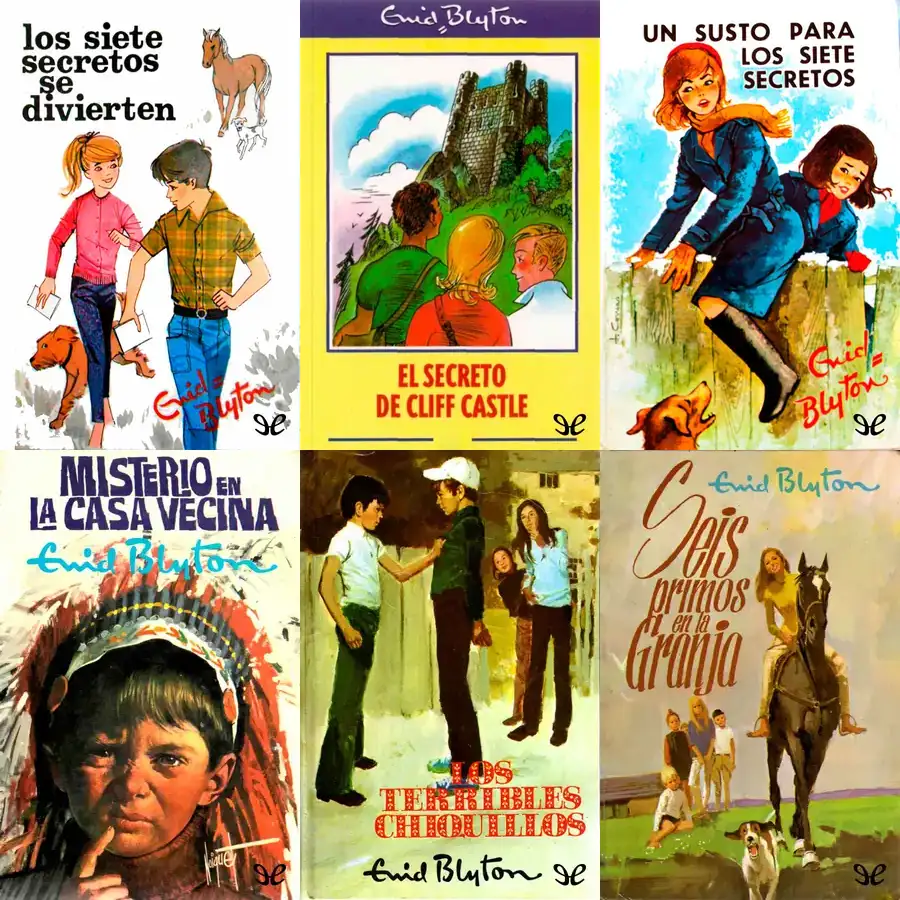 los siete
secretos
se
divierten
Enid
Blyton
Enid Blyton
EL SECRETO
DE CLIFF CASTLE
UN SUSTO PARA
LOS SIETE
SECRETOS
Enid
Blyton
MISTERIO EN
LA CASA VECINA
Enid Blyton
LOS
TERRIBLES
CHIQUILLOS
Enid Blyton
Enid Blyton
Seis
primos
en la
Granja